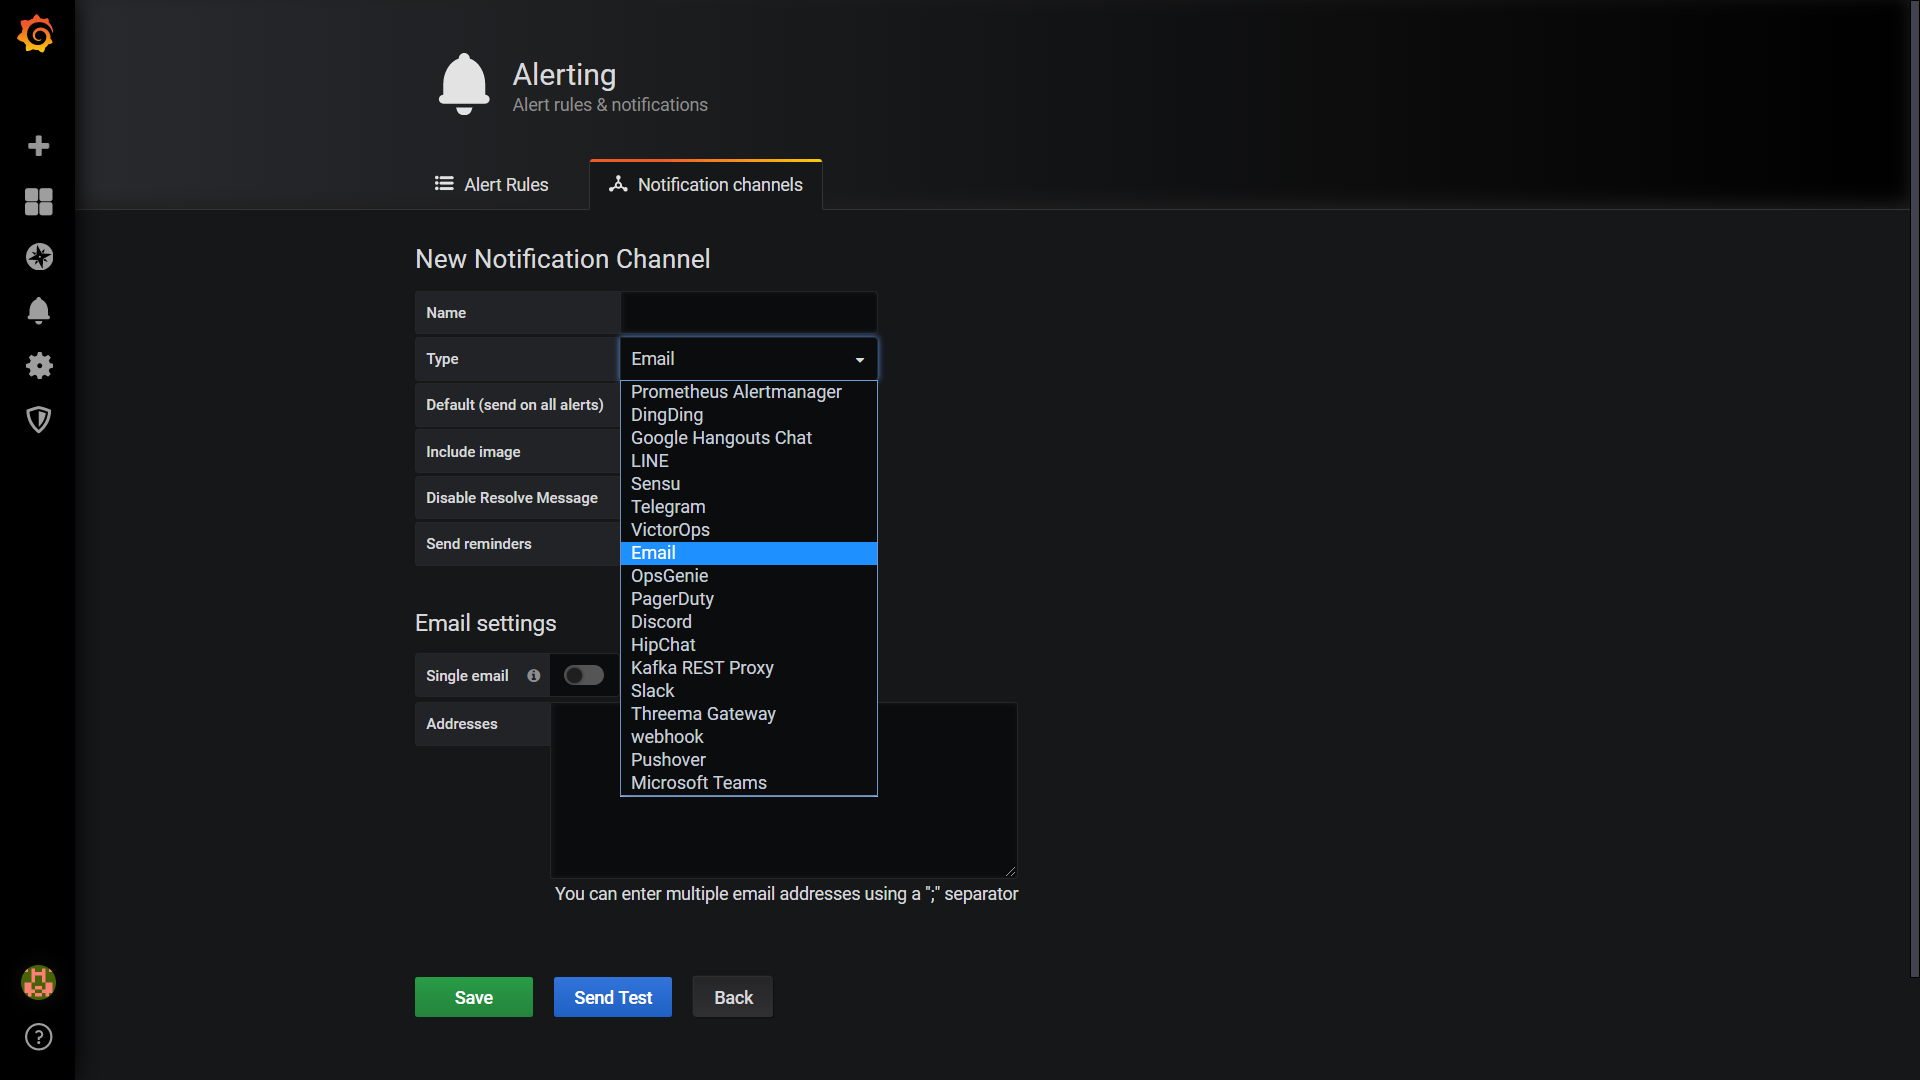 Alerting
Alert rules & notifications
Alert Rules
Notification channels
New Notification Channel
Name
Type
Email
Default (send on all alerts)
Include image
Disable Resolve Message
Send reminders
Prometheus Alertmanager
DingDing
Google Hangouts Chat
LINE
Sensu
Telegram
VictorOps
Email
OpsGenie
PagerDuty
Discord
HipChat
Kafka REST Proxy
Slack
Threema Gateway
webhook
Pushover
Microsoft Teams
Email settings
Single email
Addresses
You can enter multiple email addresses using a ";" separator
Save
Send Test
Back